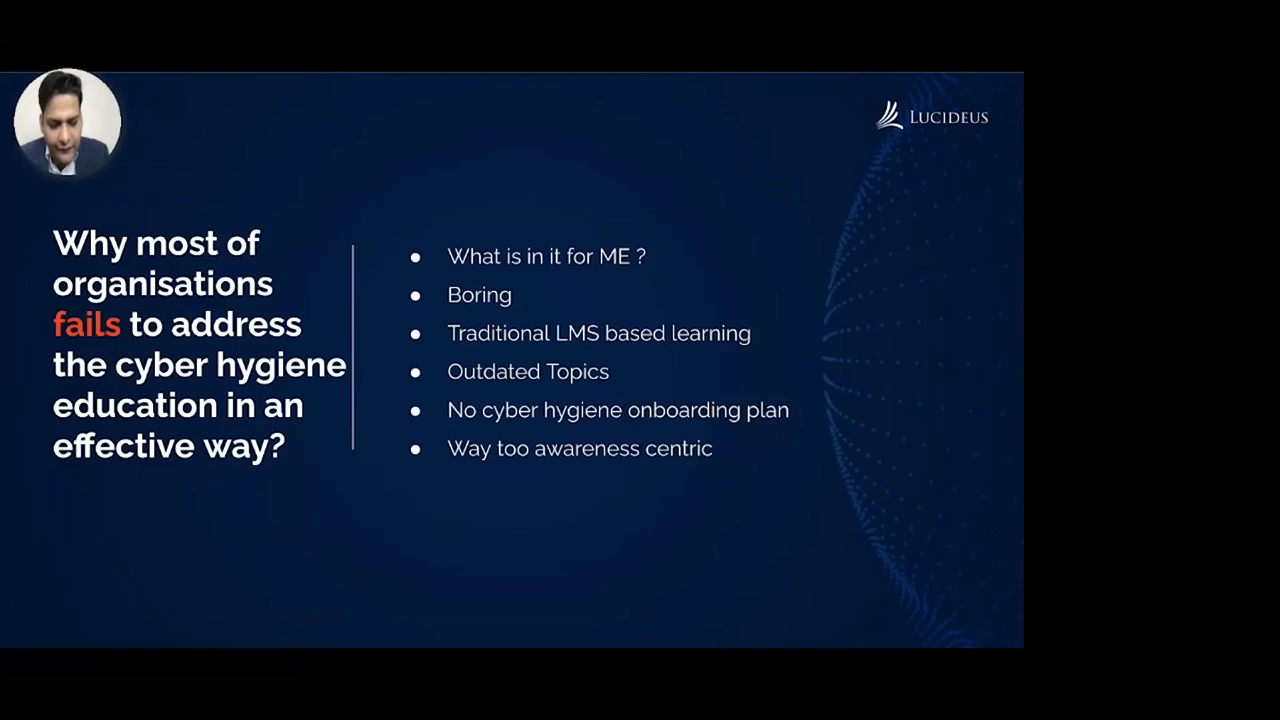 LUCIDEUS
Why most of
organisations
fails to address
the cyber hygiene
education in an
effective way?
What is in it for ME ?
Boring
Traditional LMS based learning
Outdated Topics
No cyber hygiene onboarding plan
Way too awareness centric